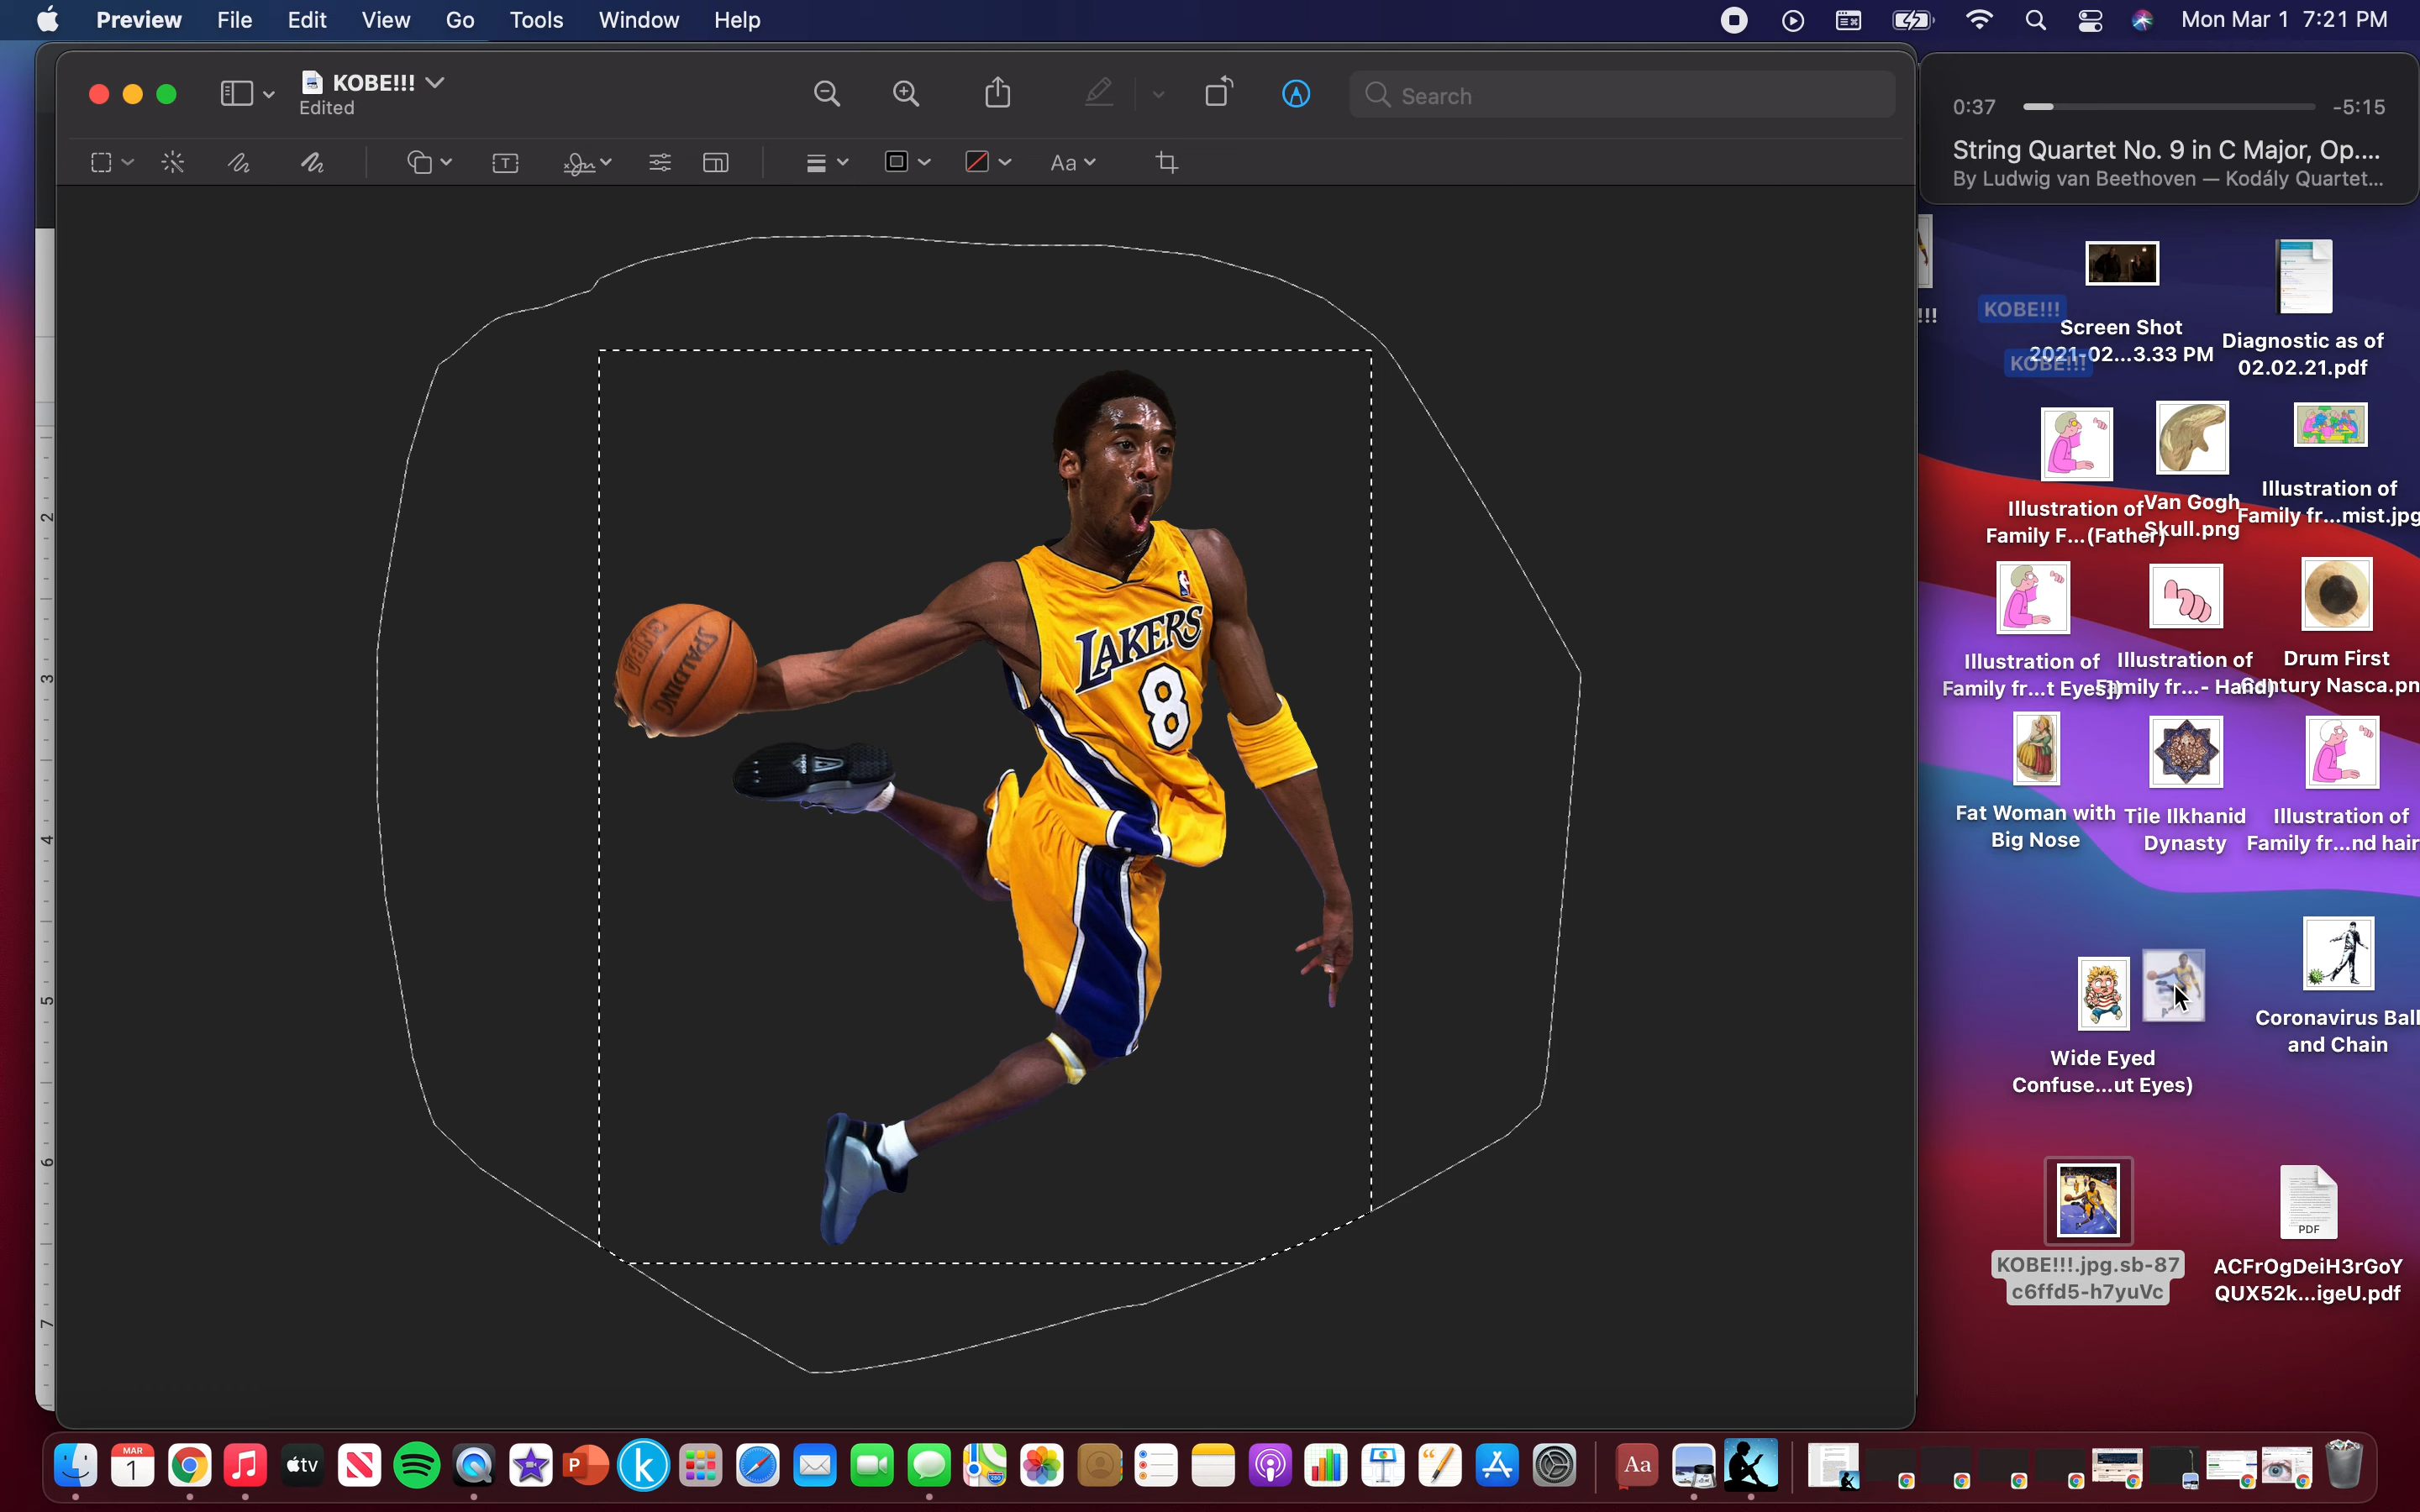 Preview File Edit View Go Tools Window Help
Mon Mar 1 7:21 PM
KOBE!!!
Edited
Search
Aa
0:37 -5:15
String Quartet No. 9 in C Major, Op....
By Ludwig van Beethoven — Kodály Quartet...
2
3
4
5
6
7
LAKERS
8
SPALDING
!!!
KOBE!!!
KOBE!!!
Screen Shot
2021-02...3.33 PM
Diagnostic as of
02.02.21.pdf
Illustration of
Family F...(Father)
Van Gogh
Skull.png
Illustration of
Family fr...mist.jpg
Illustration of
Family fr...t Eyes])
Illustration of
Family fr...- Hand)
Drum First
Century Nasca.pn
Fat Woman with
Big Nose
Tile Ilkhanid
Dynasty
Illustration of
Family fr...nd hair
Wide Eyed
Confuse...ut Eyes)
Coronavirus Ball
and Chain
KOBE!!!.jpg.sb-87
c6ffd5-h7yuVc
PDF
ACFrOgDeiH3rGoY
QUX52k...igeU.pdf
MAR
1
tv
P
k
280
Aa